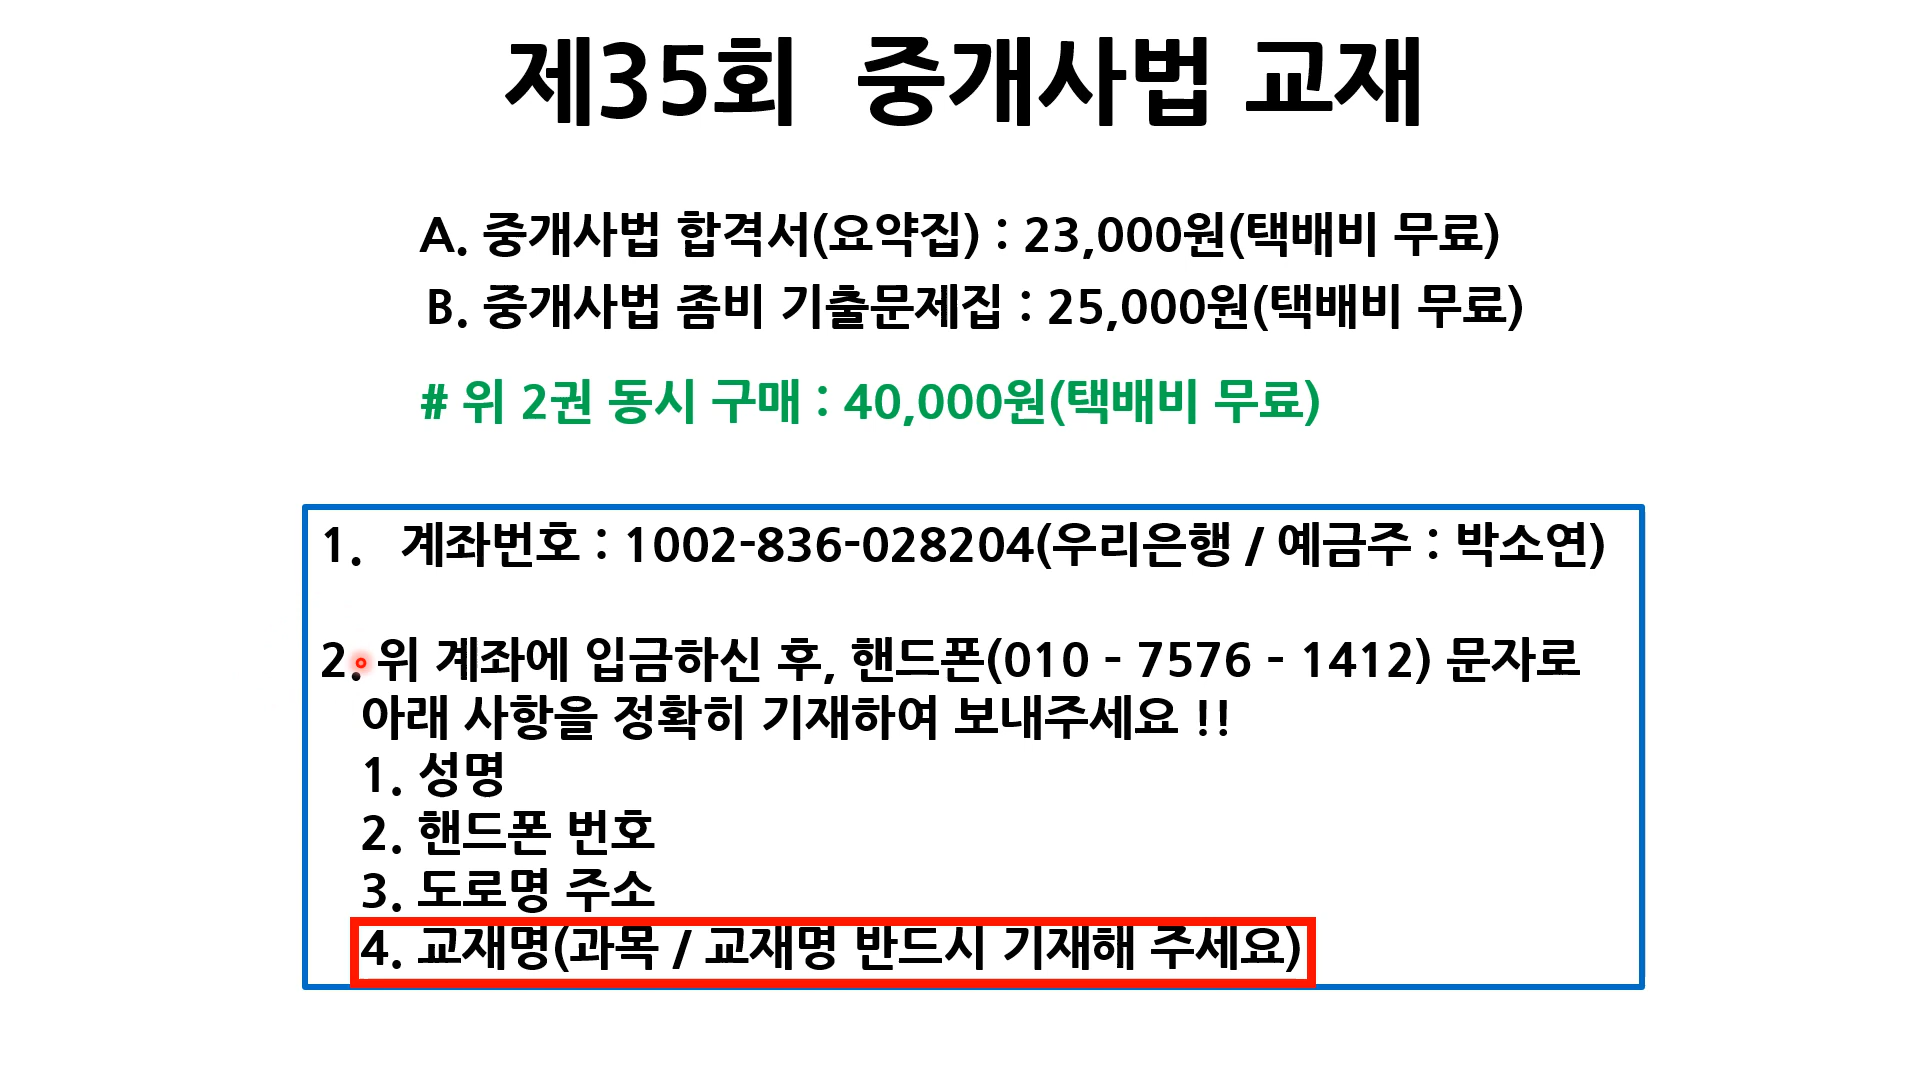 제35회 중개사법 교재
A. 중개사법 합격서(요약집) : 23,000원(택배비 무료)
B. 중개사법 좀비 기출문제집 : 25,000원(택배비 무료)
# 위 2권 동시 구매 : 40,000원(택배비 무료)
1. 계좌번호 : 1002-836-028204(우리은행 / 예금주 : 박소연)
2. 위 계좌에 입금하신 후, 핸드폰(010 - 7576 - 1412) 문자로
아래 사항을 정확히 기재하여 보내주세요 !!
1. 성명
2. 핸드폰 번호
3. 도로명 주소
4. 교재명(과목 / 교재명 반드시 기재해 주세요)